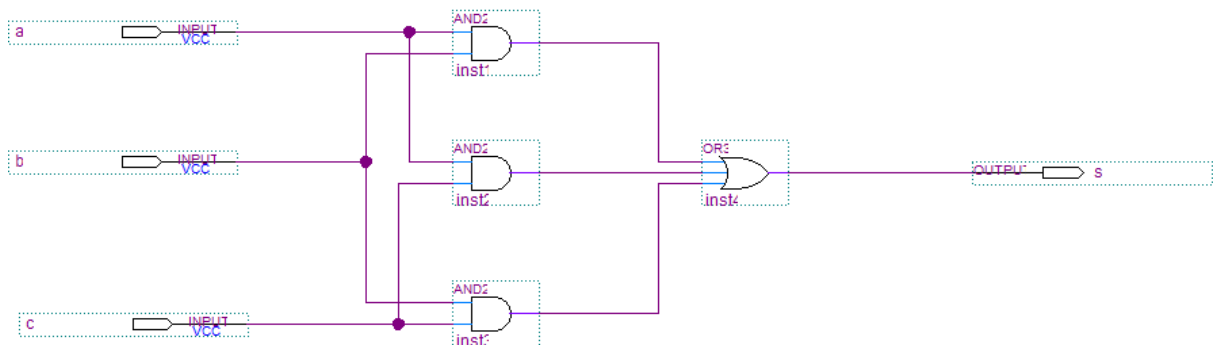 a INPUT VCC
AND2
inst1
b INPUT VCC
AND2
inst2
OR3
inst4
OUTPUT s
AND2
c INPUT VCC
inst3